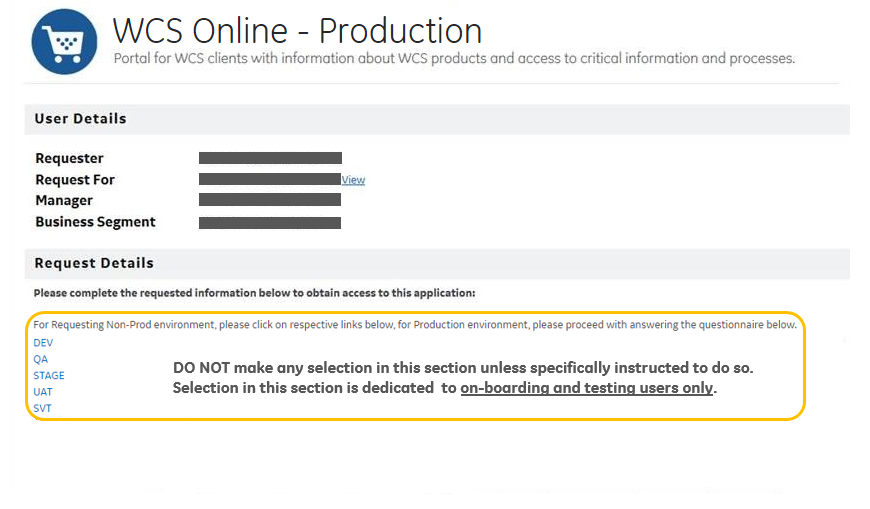 WCS Online - Production
Portal for WCS clients with information about WCS products and access to critical information and processes.
User Details
Requester
Request For View
Manager
Business Segment
Request Details
Please complete the requested information below to obtain access to this application:
For Requesting Non-Prod environment, please click on respective links below, for Production environment, please proceed with answering the questionnaire below.
DEV
QA
STAGE
UAT
SVT
DO NOT make any selection in this section unless specifically instructed to do so.
Selection in this section is dedicated to on-boarding and testing users only.